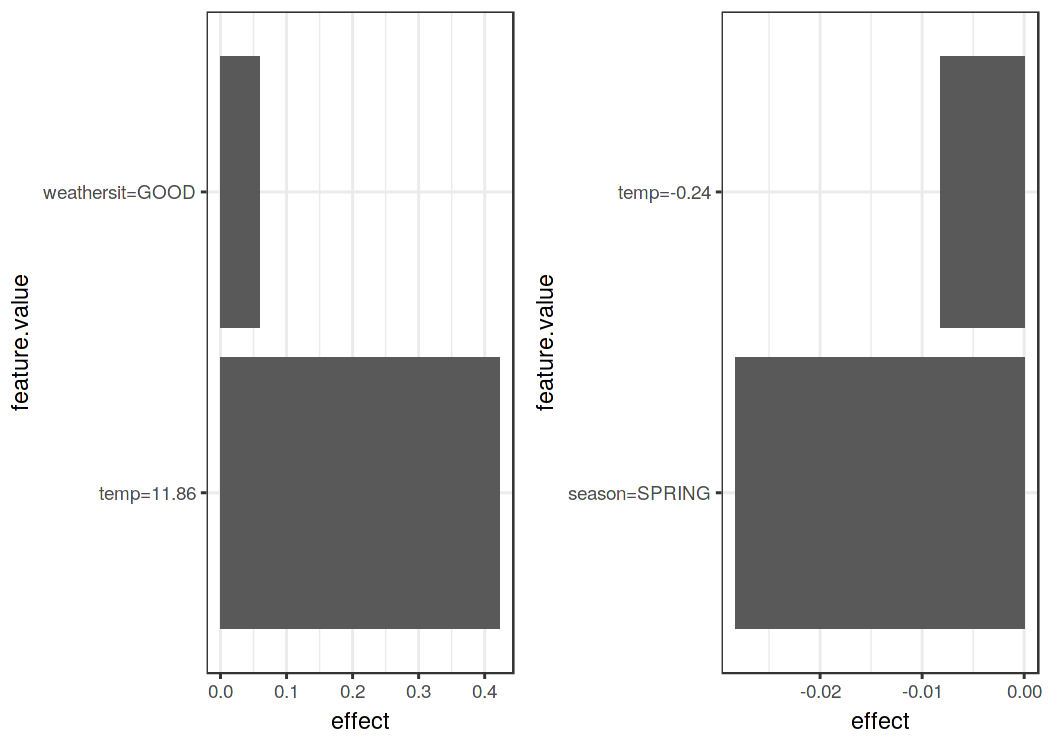 feature.value
weathersit=GOOD
temp=11.86
0.0 0.1 0.2 0.3 0.4
effect
feature.value
temp=-0.24
season=SPRING
-0.02 -0.01 0.00
effect